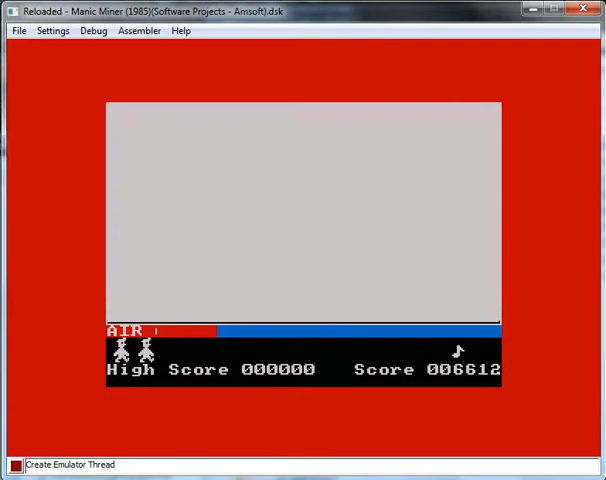 Reloaded - Manic Miner (1985)(Software Projects - Amsoft).dsk
File Settings Debug Assembler Help
AIR
High Score 000000 Score 006612
Create Emulator Thread